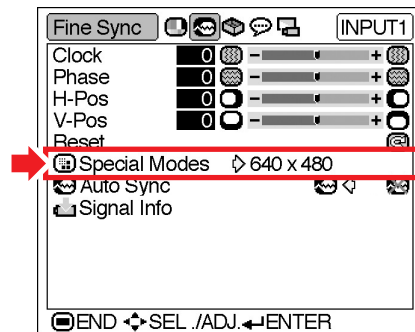 Fine Sync INPUT1
Clock 0 - +
Phase 0 - +
H-Pos 0 - +
V-Pos 0 - +
Reset
Special Modes 640 x 480
Auto Sync
Signal Info
END SEL./ADJ. ENTER